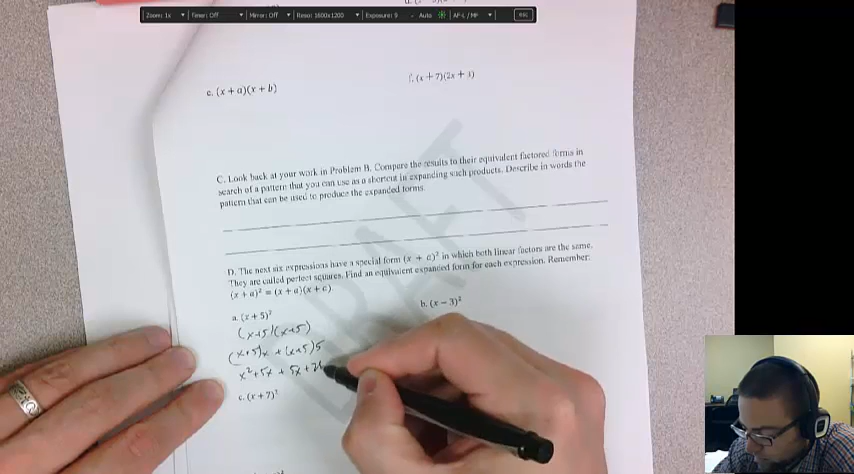 Zoom: 1x Timer: Off Mirror: Off Reso: 1600x1200 Exposure: 9 - Auto AF-L / MF esc
e. (x + a)(x + b)
f. (x + 7)(2x + 3)
C. Look back at your work in Problem B. Compare the results to their equivalent factored forms in
search of a pattern that you can use as a shortcut in expanding such products. Describe in words the
pattern that can be used to produce the expanded forms.
D. The next six expressions have a special form (x + a)² in which both linear factors are the same.
They are called perfect squares. Find an equivalent expanded form for each expression. Remember:
(x + a)² = (x + a)(x + a)
a. (x + 5)²
b. (x − 3)²
(x+5)(x+5)
(x+5)x + (x+5)5
x²+5x + 5x+2
c. (x + 7)²
DRAFT